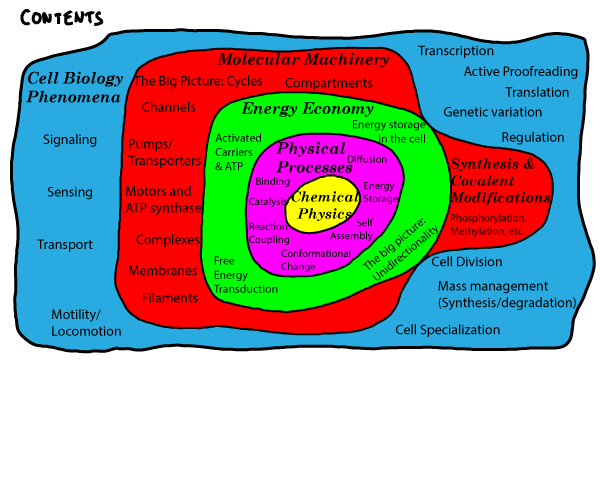 CONTENTS
Cell Biology
Phenomena
Signaling
Sensing
Transport
Motility/
Locomotion
Molecular Machinery
The Big Picture: Cycles
Compartments
Channels
Pumps/
Transporters
Motors and
ATP synthase
Complexes
Membranes
Filaments
Energy Economy
Energy storage
in the cell
Activated
Carriers
& ATP
Free
Energy
Transduction
The big picture:
Unidirectionality
Physical
Processes
Diffusion
Binding
Catalysis
Energy
Storage
Reaction
Coupling
Self
Assembly
Conformational
Change
Chemical
Physics
Transcription
Active Proofreading
Translation
Genetic variation
Regulation
Synthesis &
Covalent
Modifications
Phosphorylation,
Methylation, etc.
Cell Division
Mass management
(Synthesis/degradation)
Cell Specialization